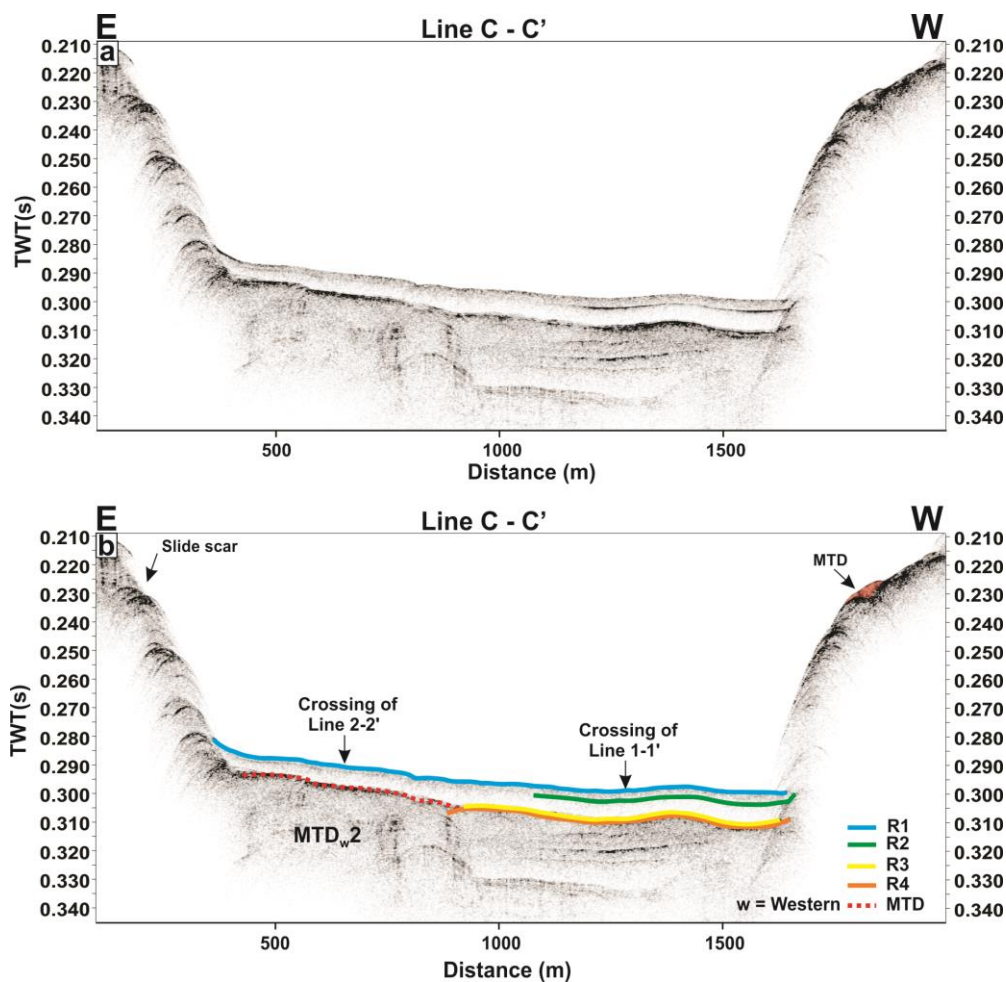 E Line C - C' W
a
0.210 0.210
0.220 0.220
0.230 0.230
0.240 0.240
0.250 0.250
0.260 0.260
0.270 0.270
0.280 0.280
0.290 0.290
0.300 0.300
0.310 0.310
0.320 0.320
0.330 0.330
0.340 0.340
TWT(s)
500 1000 1500
Distance (m)
E Line C - C' W
b
0.210 0.210
0.220 0.220
0.230 0.230
0.240 0.240
0.250 0.250
0.260 0.260
0.270 0.270
0.280 0.280
0.290 0.290
0.300 0.300
0.310 0.310
0.320 0.320
0.330 0.330
0.340 0.340
TWT(s)
Slide scar
MTD
Crossing of
Line 2-2'
Crossing of
Line 1-1'
MTDw2
R1
R2
R3
R4
w = Western MTD
500 1000 1500
Distance (m)